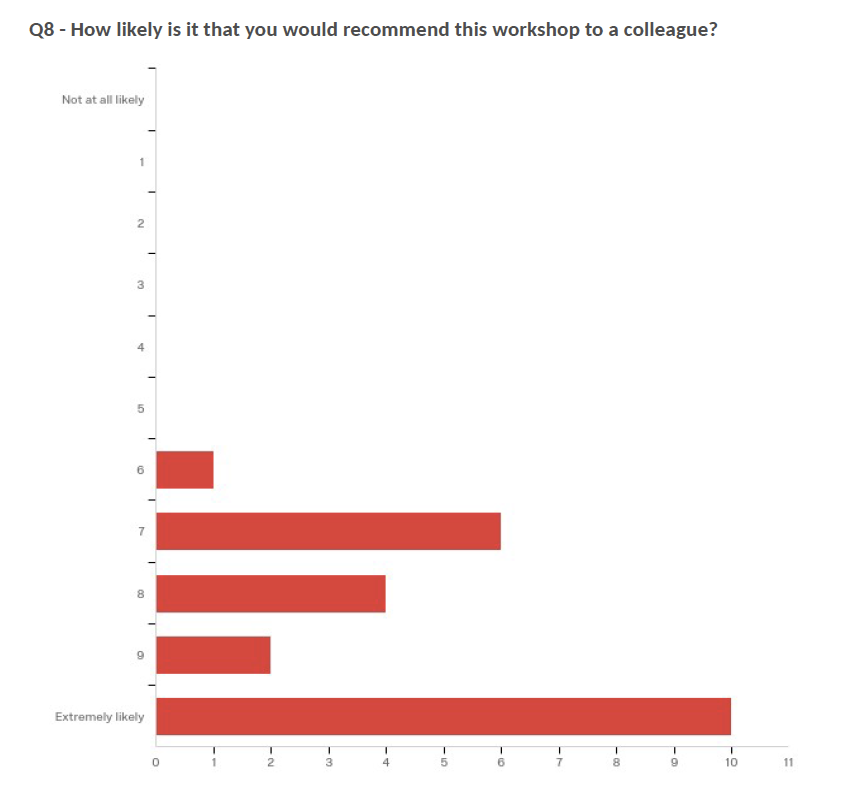 Q8 - How likely is it that you would recommend this workshop to a colleague?
Not at all likely
1
2
3
4
5
6
7
8
9
Extremely likely
0 1 2 3 4 5 6 7 8 9 10 11